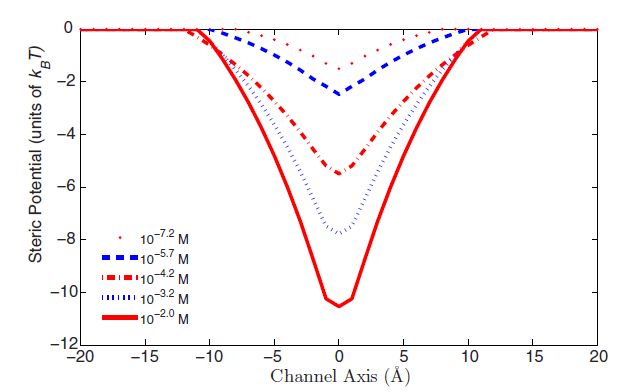 0
−2
−4
−6
−8
−10
−12
Steric Potential (units of k_BT)
10^−7.2 M
10^−5.7 M
10^−4.2 M
10^−3.2 M
10^−2.0 M
−20 −15 −10 −5 0 5 10 15 20
Channel Axis (Å)